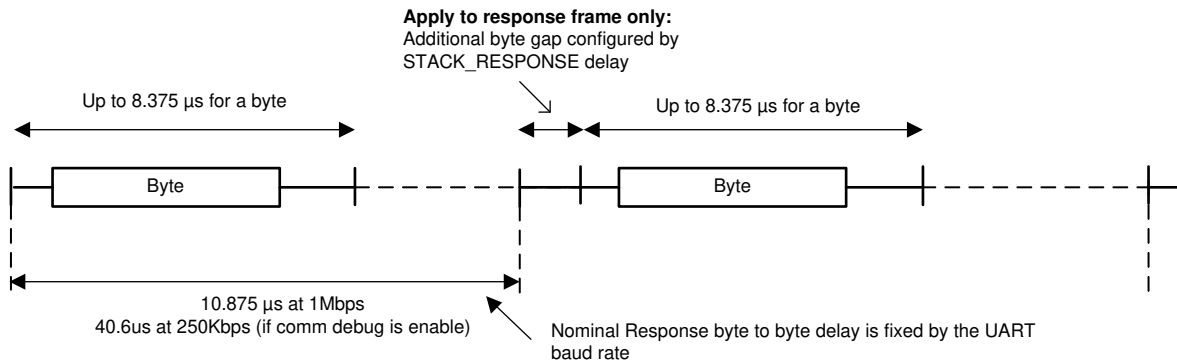 Apply to response frame only:
Additional byte gap configured by
STACK_RESPONSE delay
Up to 8.375 µs for a byte
Up to 8.375 µs for a byte
Byte
Byte
10.875 µs at 1Mbps
40.6us at 250Kbps (if comm debug is enable)
Nominal Response byte to byte delay is fixed by the UART
baud rate